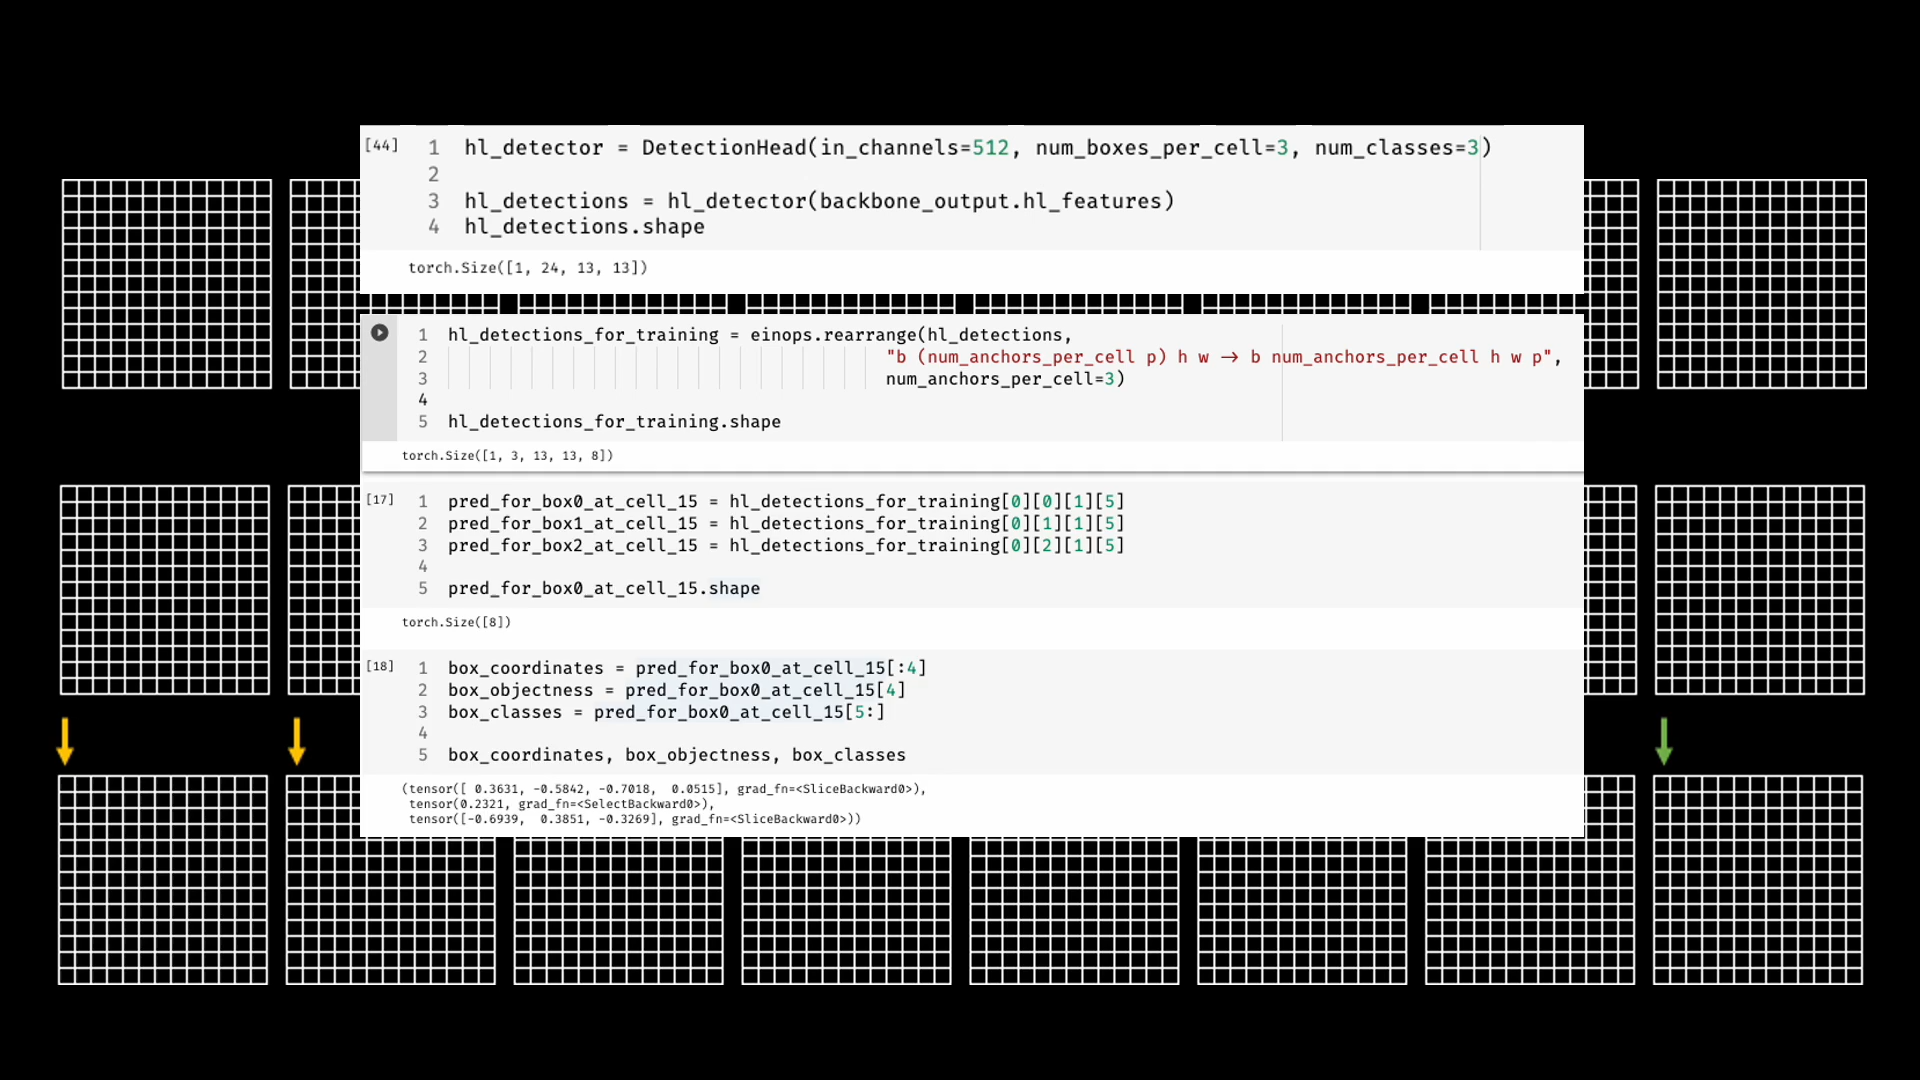 [44] 1 hl_detector = DetectionHead(in_channels=512, num_boxes_per_cell=3, num_classes=3)
2
3 hl_detections = hl_detector(backbone_output.hl_features)
4 hl_detections.shape
torch.Size([1, 24, 13, 13])
1 hl_detections_for_training = einops.rearrange(hl_detections,
2 "b (num_anchors_per_cell p) h w -> b num_anchors_per_cell h w p",
3 num_anchors_per_cell=3)
4
5 hl_detections_for_training.shape
torch.Size([1, 3, 13, 13, 8])
[17] 1 pred_for_box0_at_cell_15 = hl_detections_for_training[0][0][1][5]
2 pred_for_box1_at_cell_15 = hl_detections_for_training[0][1][1][5]
3 pred_for_box2_at_cell_15 = hl_detections_for_training[0][2][1][5]
4
5 pred_for_box0_at_cell_15.shape
torch.Size([8])
[18] 1 box_coordinates = pred_for_box0_at_cell_15[:4]
2 box_objectness = pred_for_box0_at_cell_15[4]
3 box_classes = pred_for_box0_at_cell_15[5:]
4
5 box_coordinates, box_objectness, box_classes
(tensor([ 0.3631, -0.5842, -0.7018, 0.0515], grad_fn=<SliceBackward0>),
tensor(0.2321, grad_fn=<SelectBackward0>),
tensor([-0.6939, 0.3851, -0.3269], grad_fn=<SliceBackward0>))